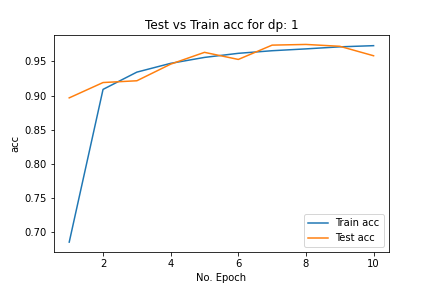 Test vs Train acc for dp: 1
acc
0.95
0.90
0.85
0.80
0.75
0.70
Train acc
Test acc
2 4 6 8 10
No. Epoch